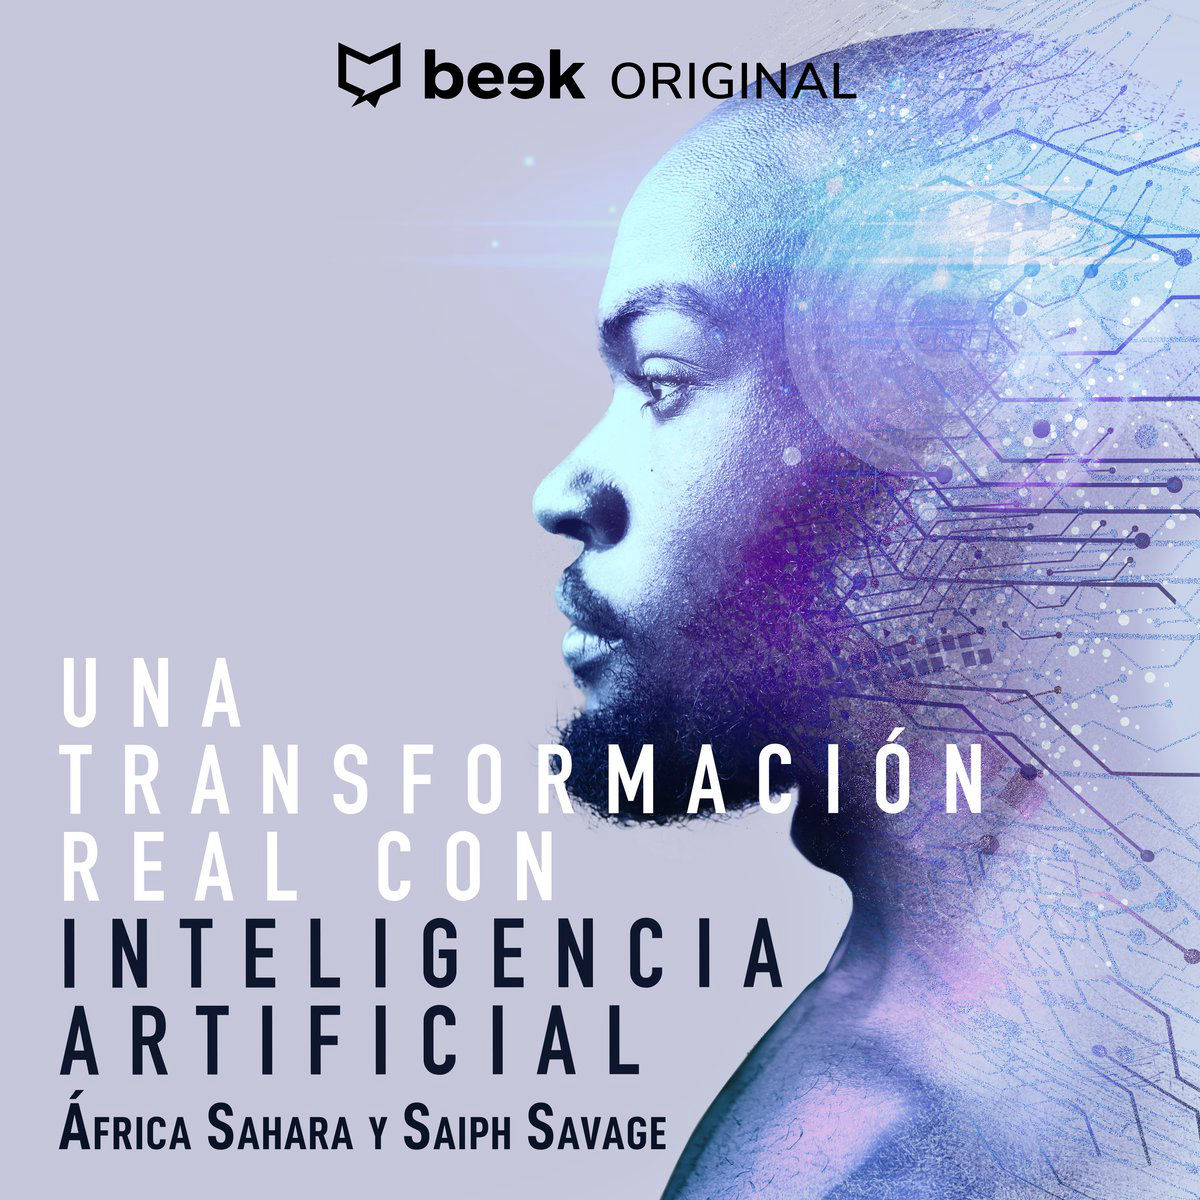 beek ORIGINAL
UNA
TRANSFORMACIÓN
REAL CON
INTELIGENCIA
ARTIFICIAL
ÁFRICA SAHARA Y SAIPH SAVAGE